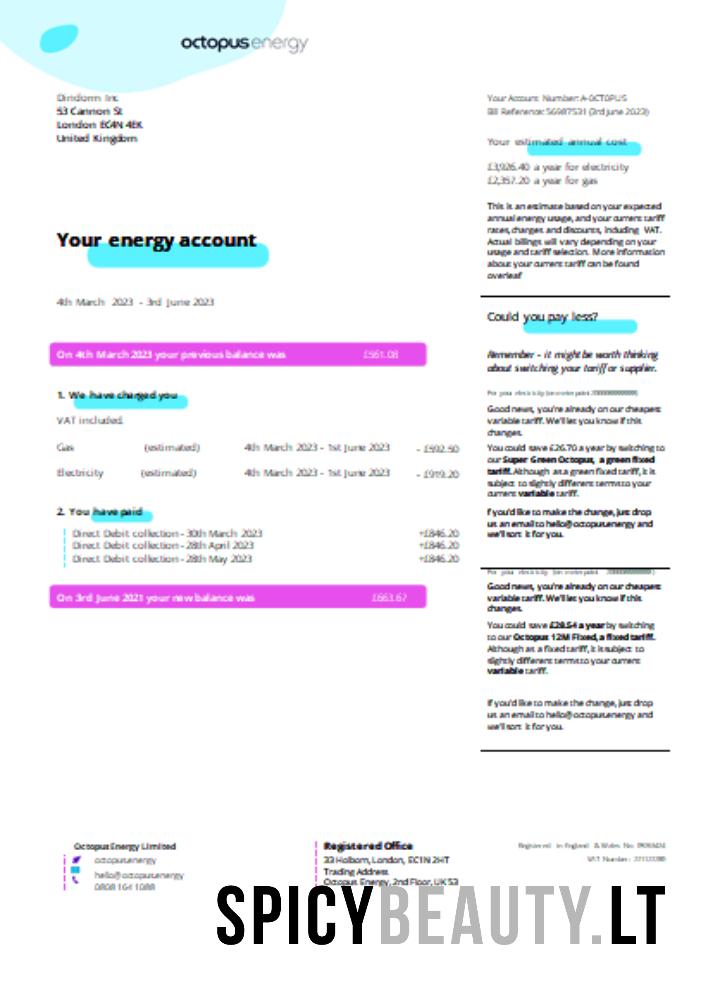 octopusenergy
53 Cannon St
London EC4N 4EK
United Kingdom
Your Account Number: A-0CT0PUS
Bill Reference: 56987531 (3rd June 2023)
Your estimated annual cost
£3,926.40 a year for electricity
£2,357.20 a year for gas
This is an estimate based on your expected
annual energy usage, and your current tariff
rates, charges and discounts, including VAT.
Actual billings will vary depending on your
usage and tariff selection. More information
about your current tariff can be found
overleaf
Your energy account
4th March 2023 - 3rd June 2023
On 4th March 2023 your previous balance was £561.08
1. We have charged you
VAT included.
Gas (estimated) 4th March 2023 - 1st June 2023 - £592.50
Electricity (estimated) 4th March 2023 - 1st June 2023 - £919.20
2. You have paid
Direct Debit collection - 30th March 2023 +£846.20
Direct Debit collection - 28th April 2023 +£846.20
Direct Debit collection - 28th May 2023 +£846.20
On 3rd June 2021 your new balance was £663.67
Could you pay less?
Remember - it might be worth thinking
about switching your tariff or supplier.
For your electricity (on meter point
Good news, you're already on our cheapest
variable tariff. We'll let you know if this
changes.
You could save £26.70 a year by switching to
our Super Green Octopus, a green fixed
tariff. Although as a green fixed tariff, it is
subject to slightly different terms to your
current variable tariff.
If you'd like to make the change, just drop
us an email to hello@octopus.energy and
we'll sort it for you.
For your electricity (on meter point
Good news, you're already on our cheapest
variable tariff. We'll let you know if this
changes.
You could save £28.54 a year by switching
to our Octopus 12M Fixed, a fixed tariff.
Although as a fixed tariff, it is subject to
slightly different terms to your current
variable tariff.
If you'd like to make the change, just drop
us an email to hello@octopus.energy and
we'll sort it for you.
Octopus Energy Limited
octopus.energy
hello@octopus.energy
0808 164 1088
Registered Office
33 Holborn, London, EC1N 2HT
Trading Address
Octopus Energy, 2nd Floor, UK53
Registered in England & Wales No.
VAT Number:
SPICYBEAUTY.LT